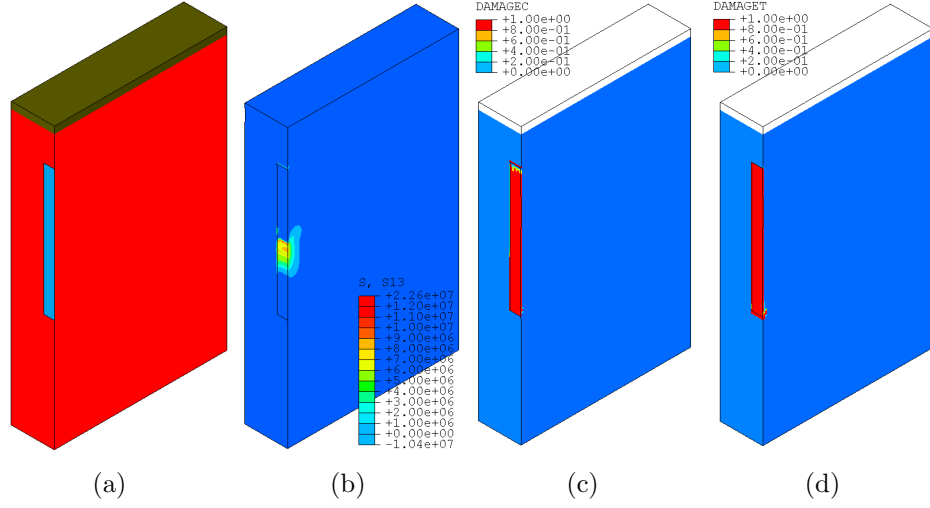 DAMAGEC
+1.00e+00
+8.00e-01
+6.00e-01
+4.00e-01
+2.00e-01
+0.00e+00
DAMAGET
+1.00e+00
+8.00e-01
+6.00e-01
+4.00e-01
+2.00e-01
+0.00e+00
S, S13
+2.26e+07
+1.20e+07
+1.10e+07
+1.00e+07
+9.00e+06
+8.00e+06
+7.00e+06
+6.00e+06
+5.00e+06
+4.00e+06
+3.00e+06
+2.00e+06
+1.00e+06
+0.00e+00
-1.04e+07
(a)
(b)
(c)
(d)